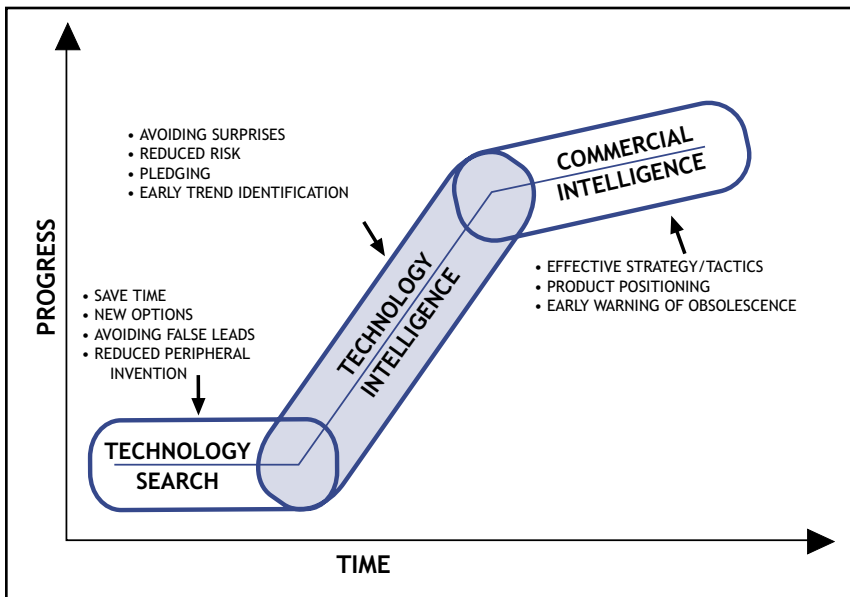 • AVOIDING SURPRISES
• REDUCED RISK
• PLEDGING
• EARLY TREND IDENTIFICATION
COMMERCIAL
INTELLIGENCE
PROGRESS
TECHNOLOGY
INTELLIGENCE
• EFFECTIVE STRATEGY/TACTICS
• PRODUCT POSITIONING
• EARLY WARNING OF OBSOLESCENCE
• SAVE TIME
• NEW OPTIONS
• AVOIDING FALSE LEADS
• REDUCED PERIPHERAL
INVENTION
TECHNOLOGY
SEARCH
TIME